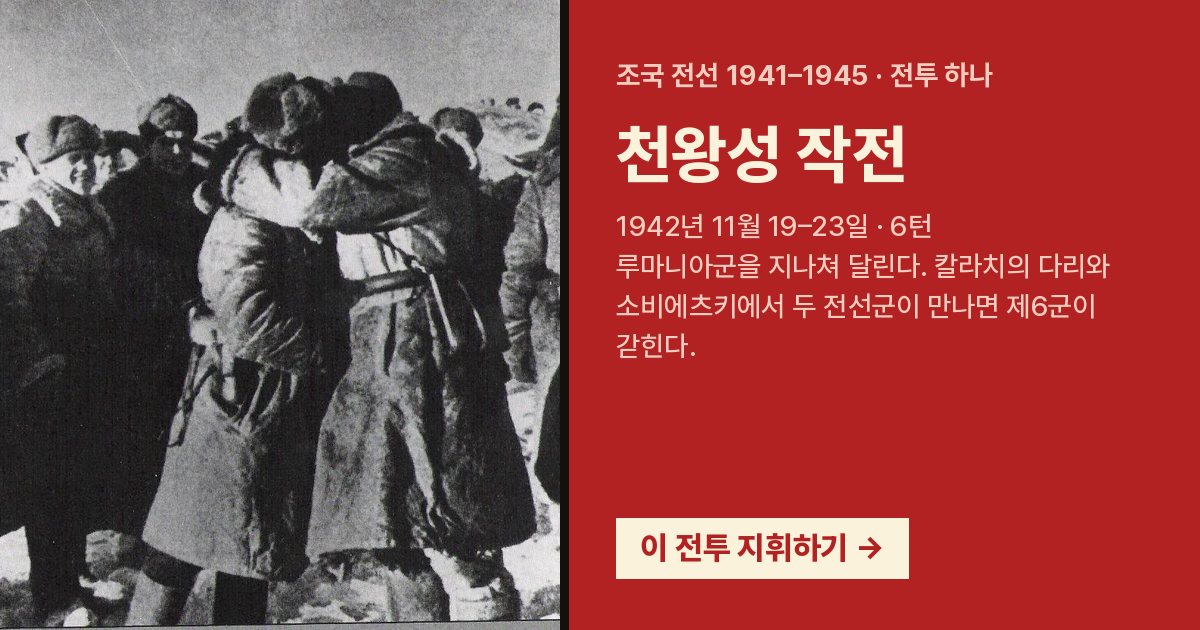 조국 전선 1941–1945 · 전투 하나
천왕성 작전
1942년 11월 19–23일 · 6턴
루마니아군을 지나쳐 달린다. 칼라치의 다리와
소비에츠키에서 두 전선군이 만나면 제6군이
갇힌다.
이 전투 지휘하기 →